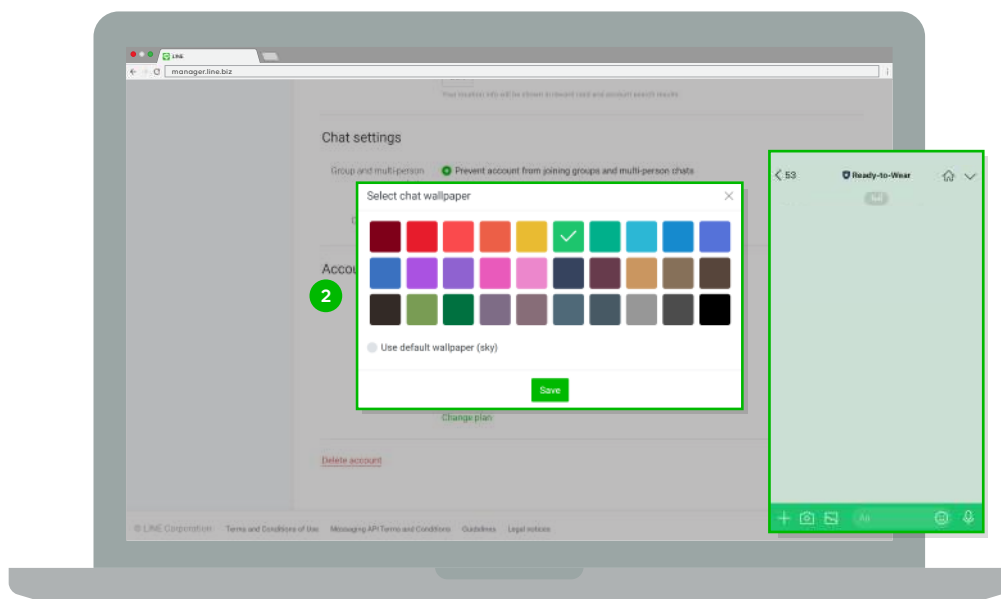 LINE
manager.line.biz
Your location info will be shown in recent card and account search results
Chat settings
Group and multi-person
Prevent account from joining groups and multi-person chats
Select chat wallpaper
Accou
2
Use default wallpaper (sky)
Save
Change plan
Delete account
© LINE Corporation Terms and Conditions of Use Messaging API Terms and Conditions Guidelines Legal notices
53
Ready-to-Wear
Aa